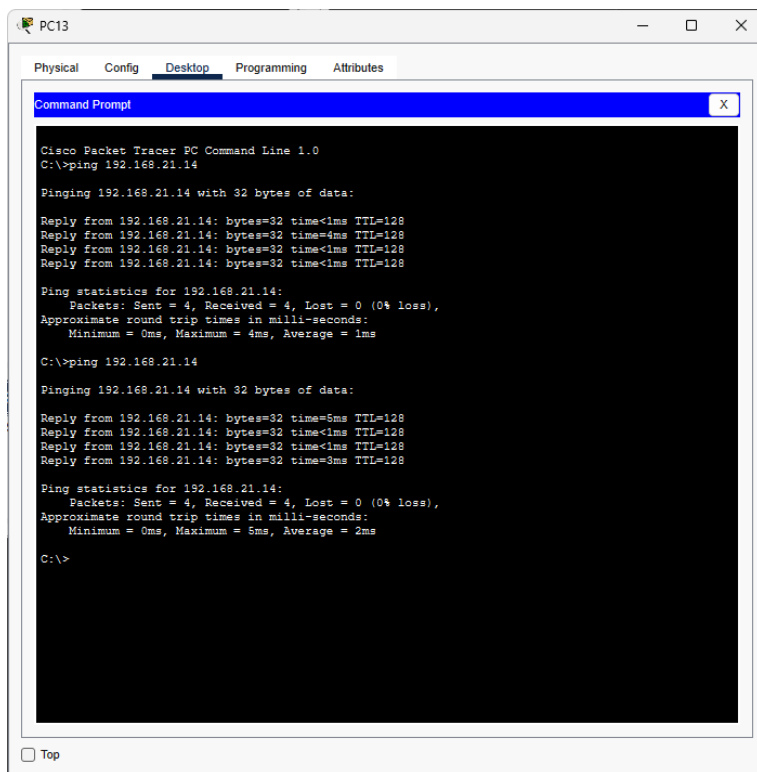 PC13
Physical Config Desktop Programming Attributes
Command Prompt
X
Cisco Packet Tracer PC Command Line 1.0
C:\>ping 192.168.21.14
Pinging 192.168.21.14 with 32 bytes of data:
Reply from 192.168.21.14: bytes=32 time<1ms TTL=128
Reply from 192.168.21.14: bytes=32 time=4ms TTL=128
Reply from 192.168.21.14: bytes=32 time<1ms TTL=128
Reply from 192.168.21.14: bytes=32 time<1ms TTL=128
Ping statistics for 192.168.21.14:
Packets: Sent = 4, Received = 4, Lost = 0 (0% loss),
Approximate round trip times in milli-seconds:
Minimum = 0ms, Maximum = 4ms, Average = 1ms
C:\>ping 192.168.21.14
Pinging 192.168.21.14 with 32 bytes of data:
Reply from 192.168.21.14: bytes=32 time=5ms TTL=128
Reply from 192.168.21.14: bytes=32 time<1ms TTL=128
Reply from 192.168.21.14: bytes=32 time<1ms TTL=128
Reply from 192.168.21.14: bytes=32 time=3ms TTL=128
Ping statistics for 192.168.21.14:
Packets: Sent = 4, Received = 4, Lost = 0 (0% loss),
Approximate round trip times in milli-seconds:
Minimum = 0ms, Maximum = 5ms, Average = 2ms
C:\>
Top